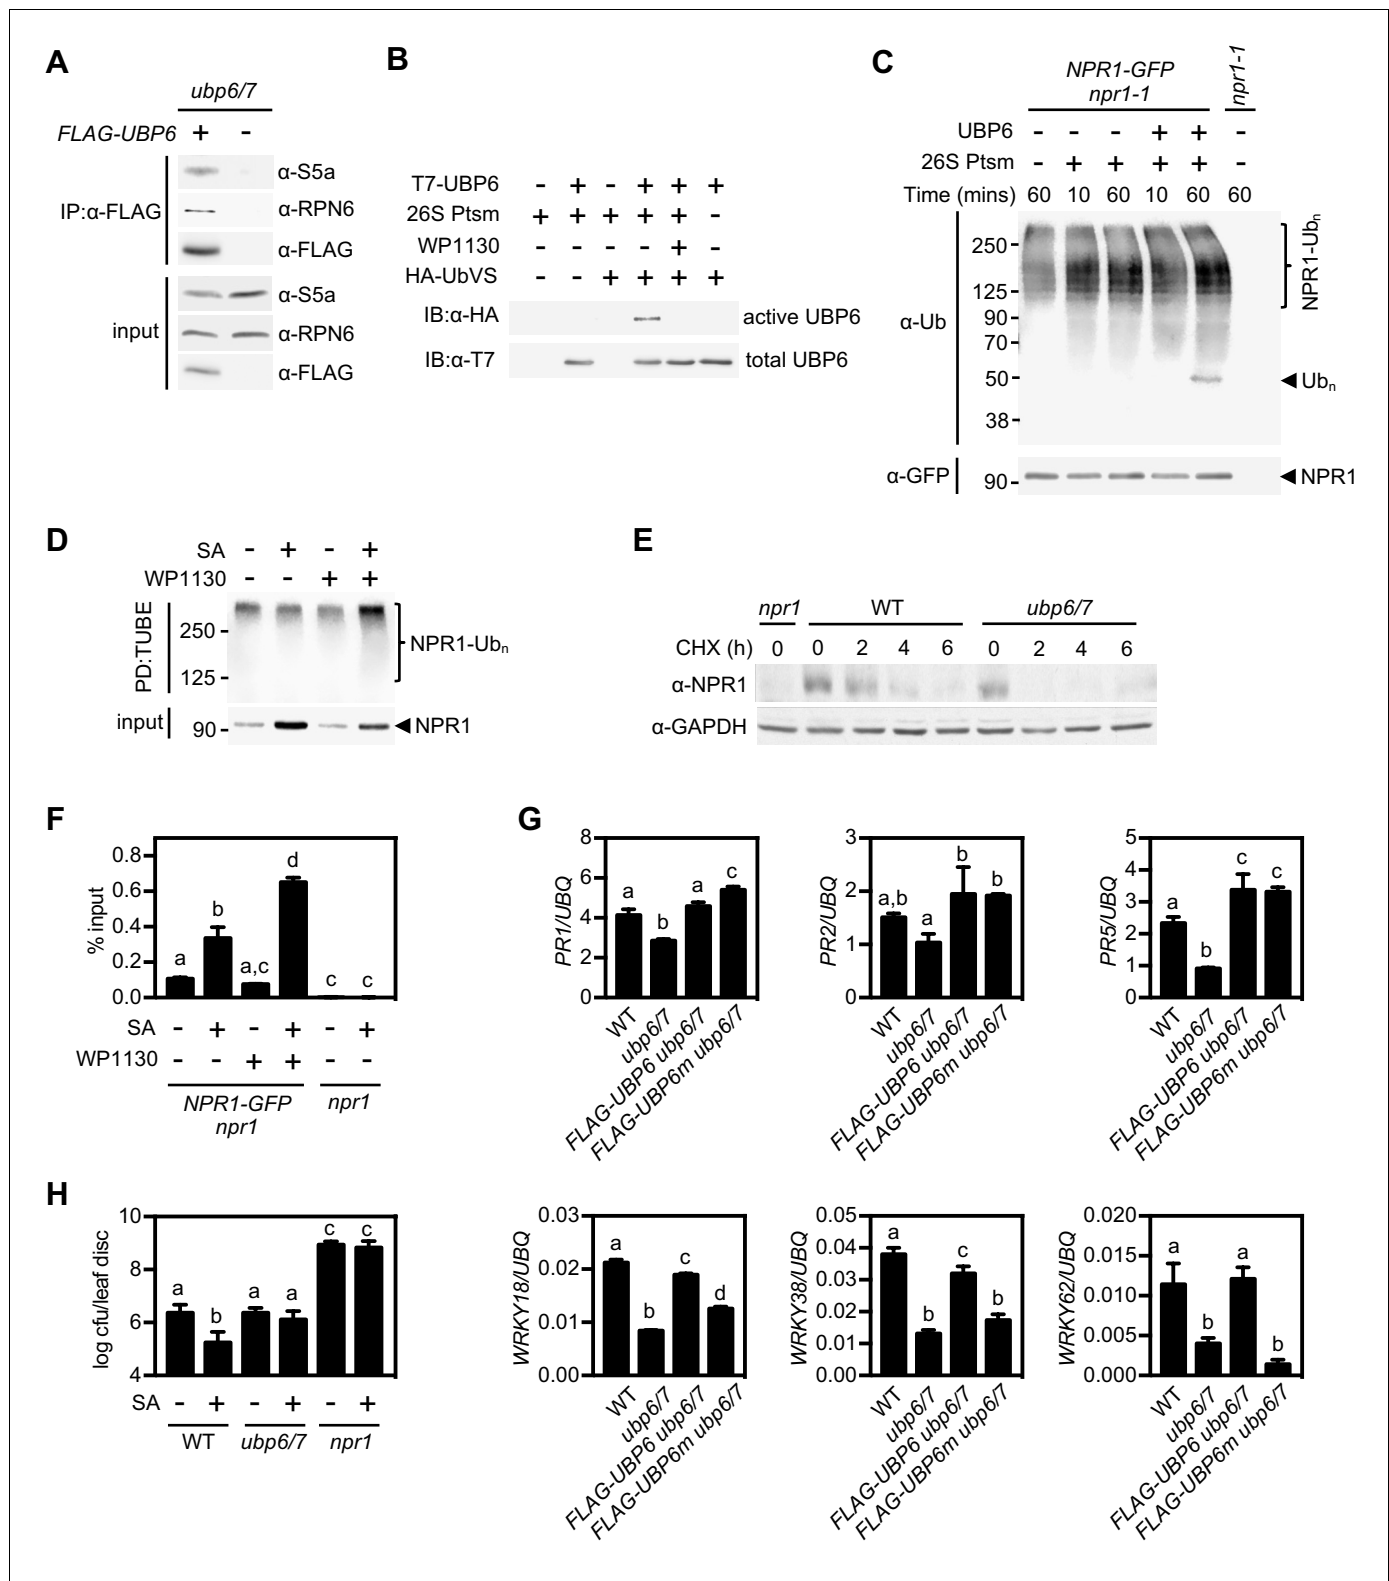 A
ubp6/7
FLAG-UBP6 + -
IP:α-FLAG
α-S5a
α-RPN6
α-FLAG
input
α-S5a
α-RPN6
α-FLAG
B
T7-UBP6 - + - + + +
26S Ptsm + + + + + -
WP1130 - - - - + -
HA-UbVS - - + + + +
IB:α-HA active UBP6
IB:α-T7 total UBP6
C
NPR1-GFP
npr1-1
npr1-1
UBP6 - - - + + -
26S Ptsm - + + + + -
Time (mins) 60 10 60 10 60 60
α-Ub
250
125
90
70
50
38
NPR1-Ubn
Ubn
α-GFP 90 NPR1
D
SA - + - +
WP1130 - - + +
PD:TUBE
250
125
NPR1-Ubn
input 90 NPR1
E
npr1 WT ubp6/7
CHX (h) 0 0 2 4 6 0 2 4 6
α-NPR1
α-GAPDH
F
% input
0.8
0.6
0.4
0.2
0.0
a b a,c d c c
SA - + - + - +
WP1130 - - + + - -
NPR1-GFP
npr1
npr1
G
PR1/UBQ
8
6
4
2
0
a b a c
WT
ubp6/7
FLAG-UBP6 ubp6/7
FLAG-UBP6m ubp6/7
PR2/UBQ
3
2
1
0
a,b a b b
WT
ubp6/7
FLAG-UBP6 ubp6/7
FLAG-UBP6m ubp6/7
PR5/UBQ
5
4
3
2
1
0
a b c c
WT
ubp6/7
FLAG-UBP6 ubp6/7
FLAG-UBP6m ubp6/7
H
log cfu/leaf disc
10
8
6
4
a b a a c c
SA - + - + - +
WT ubp6/7 npr1
WRKY18/UBQ
0.03
0.02
0.01
0.00
a b c d
WT
ubp6/7
FLAG-UBP6 ubp6/7
FLAG-UBP6m ubp6/7
WRKY38/UBQ
0.05
0.04
0.03
0.02
0.01
0.00
a b c b
WT
ubp6/7
FLAG-UBP6 ubp6/7
FLAG-UBP6m ubp6/7
WRKY62/UBQ
0.020
0.015
0.010
0.005
0.000
a b a b
WT
ubp6/7
FLAG-UBP6 ubp6/7
FLAG-UBP6m ubp6/7